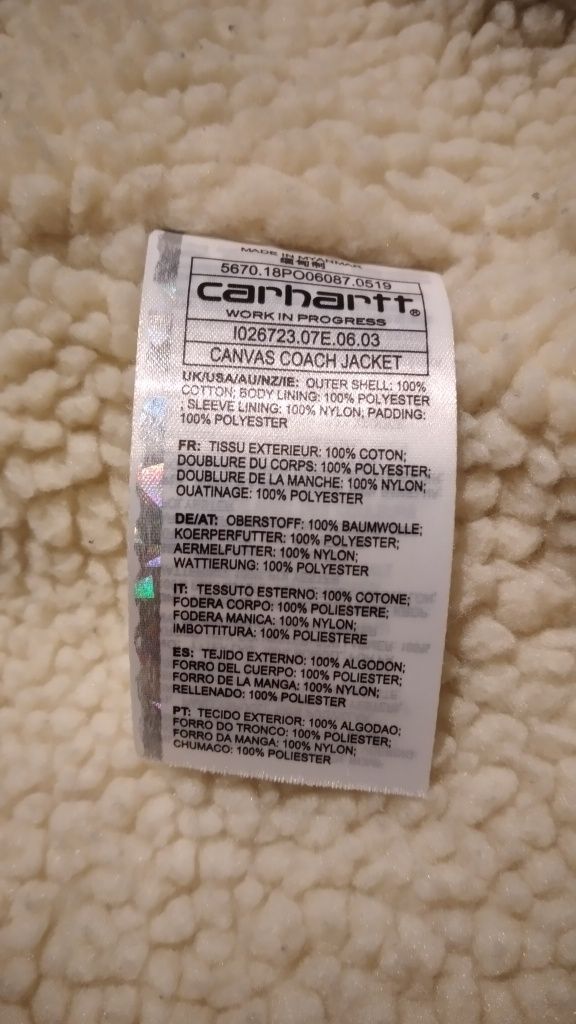 MADE IN MYANMAR
缅甸制
5670.18PO06087.0519
carhartt®
WORK IN PROGRESS
I026723.07E.06.03
CANVAS COACH JACKET
UK/USA/AU/NZ/IE: OUTER SHELL: 100%
COTTON; BODY LINING: 100% POLYESTER
; SLEEVE LINING: 100% NYLON; PADDING:
100% POLYESTER
FR: TISSU EXTERIEUR: 100% COTON;
DOUBLURE DU CORPS: 100% POLYESTER;
DOUBLURE DE LA MANCHE: 100% NYLON;
OUATINAGE: 100% POLYESTER
DE/AT: OBERSTOFF: 100% BAUMWOLLE;
KOERPERFUTTER: 100% POLYESTER;
AERMELFUTTER: 100% NYLON;
WATTIERUNG: 100% POLYESTER
IT: TESSUTO ESTERNO: 100% COTONE;
FODERA CORPO: 100% POLIESTERE;
FODERA MANICA: 100% NYLON;
IMBOTTITURA: 100% POLIESTERE
ES: TEJIDO EXTERNO: 100% ALGODON;
FORRO DEL CUERPO: 100% POLIESTER;
FORRO DE LA MANGA: 100% NYLON;
RELLENADO: 100% POLIESTER
PT: TECIDO EXTERIOR: 100% ALGODAO;
FORRO DO TRONCO: 100% POLIESTER;
FORRO DA MANGA: 100% NYLON;
CHUMACO: 100% POLIESTER